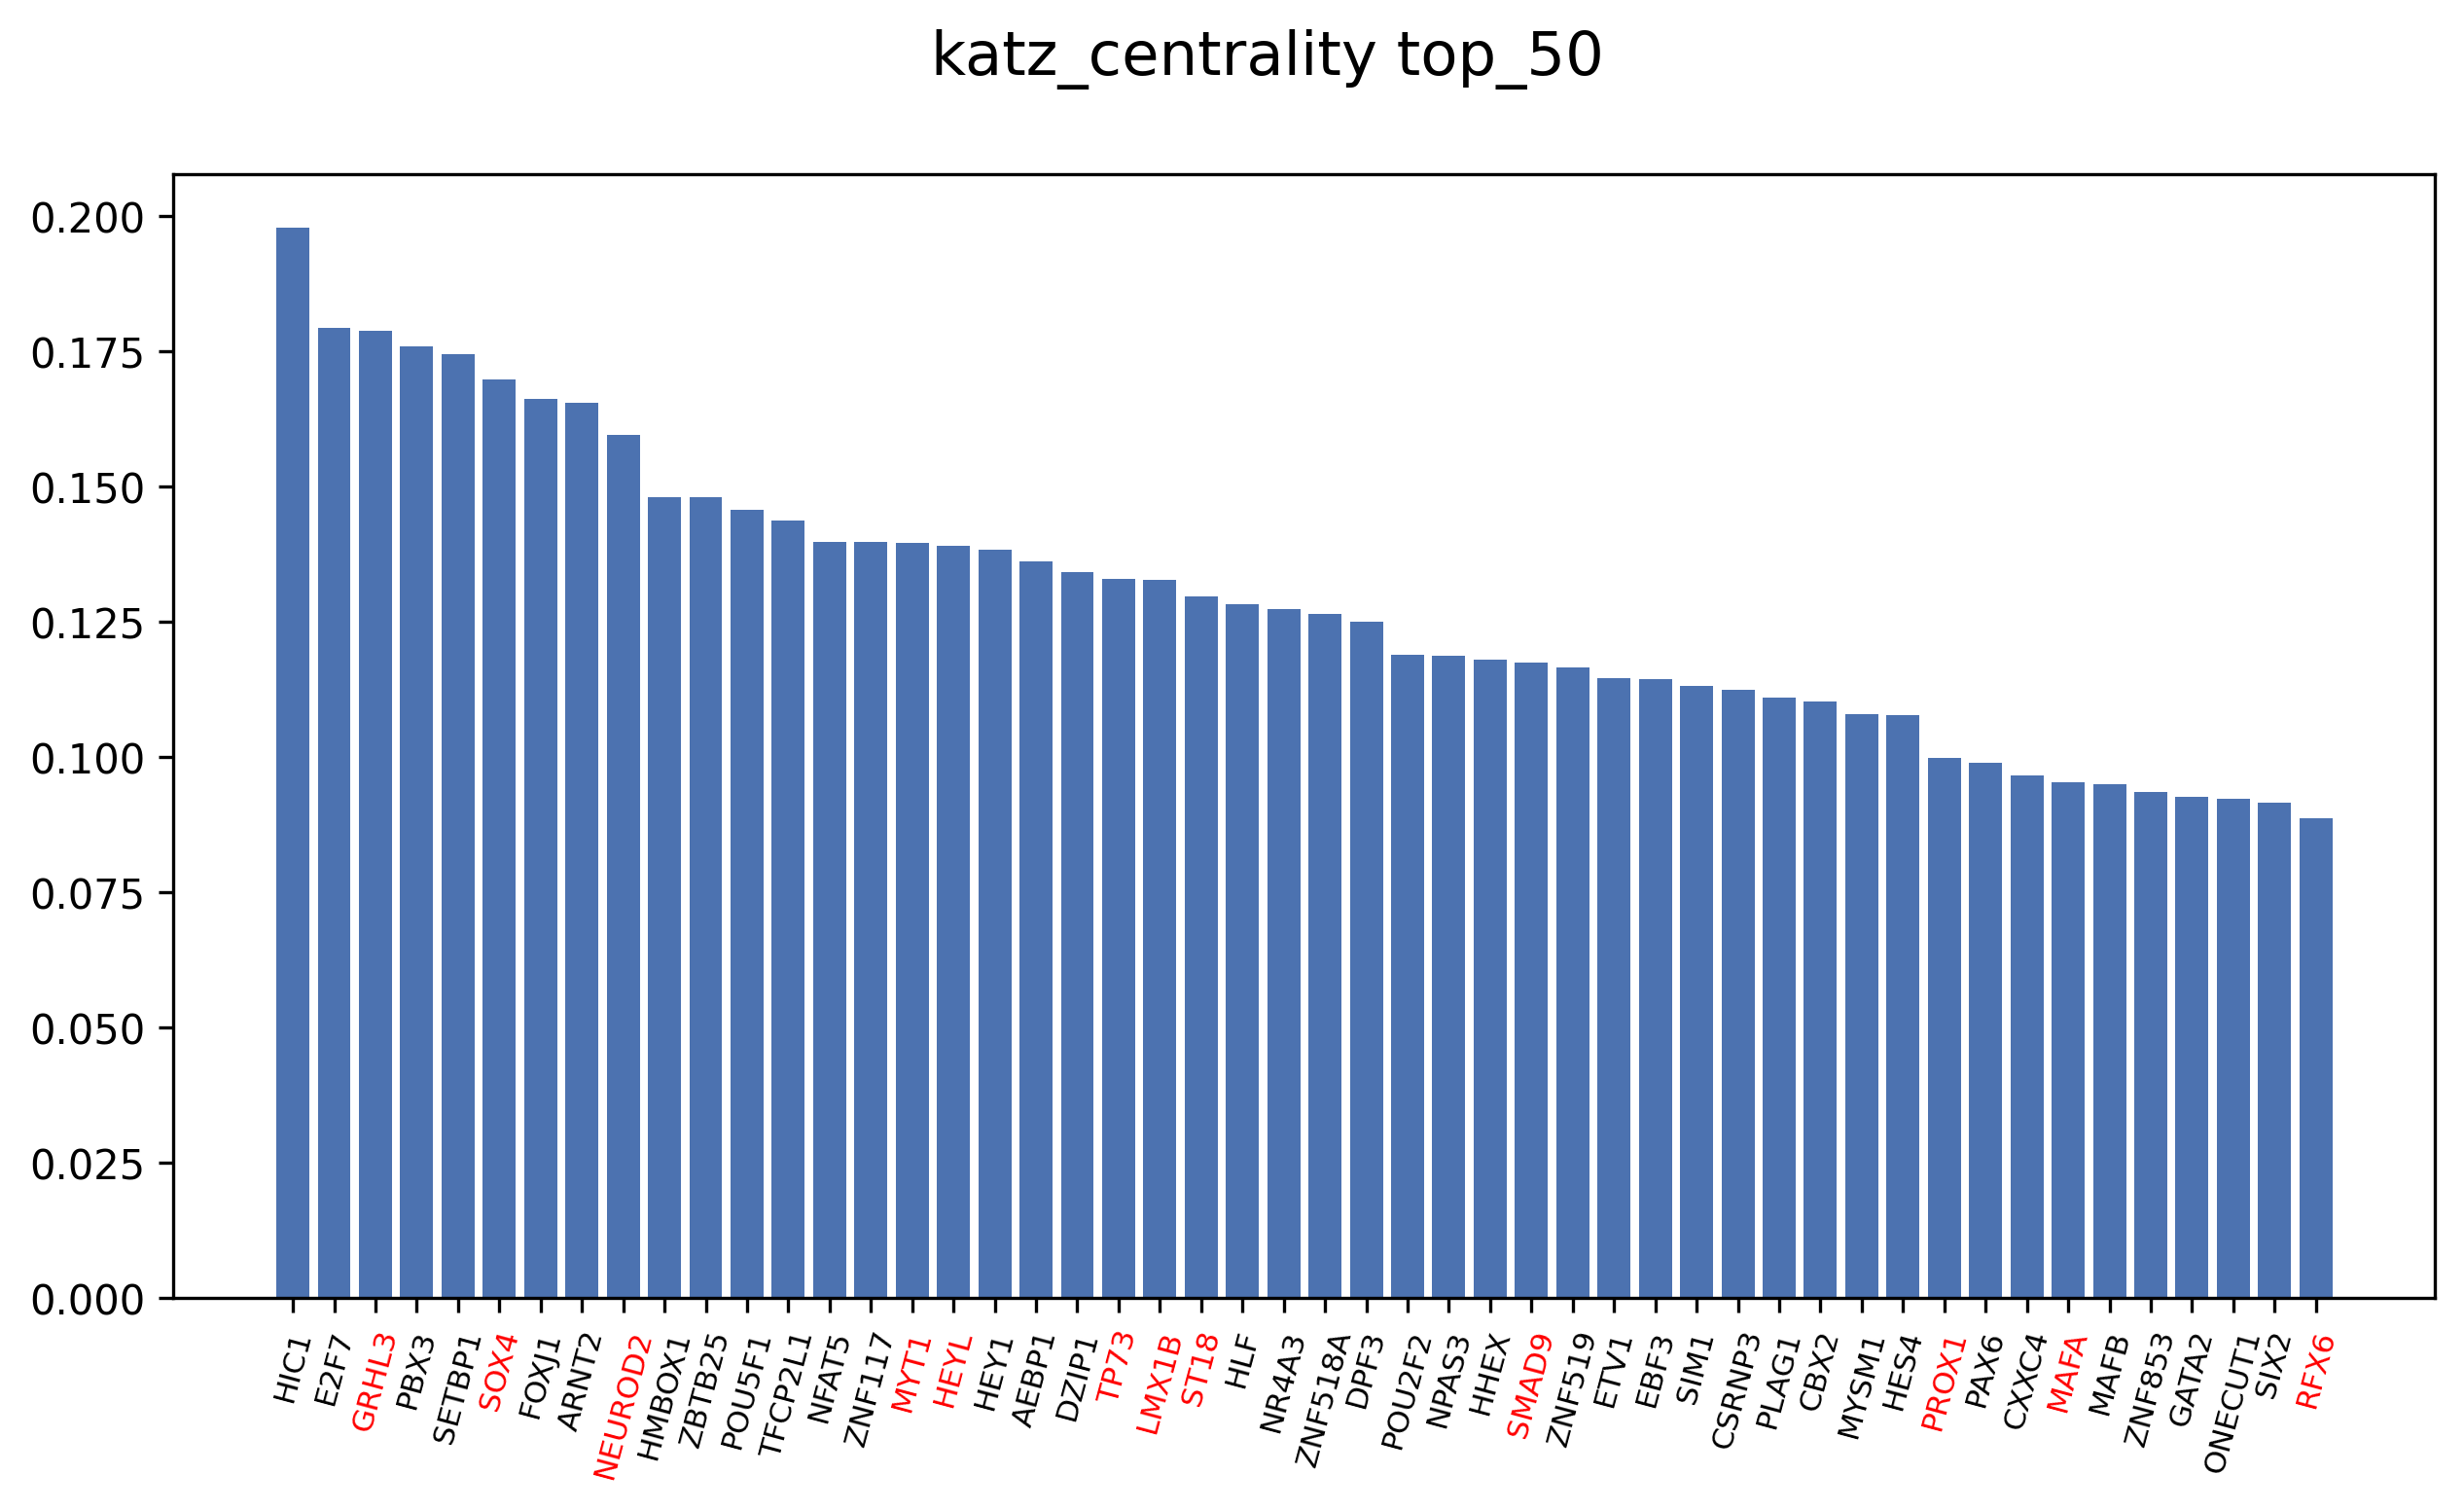 katz_centrality top_50
0.200
0.175
0.150
0.125
0.100
0.075
0.050
0.025
0.000
HIC1
E2F7
GRHL3
PBX3
SETBP1
SOX4
FOXJ1
ARNT2
NEUROD2
HMBOX1
ZBTB25
POU5F1
TFCP2L1
NFAT5
ZNF117
MYT1
HEYL
HEY1
AEBP1
DZIP1
TP73
LMX1B
ST18
HLF
NR4A3
ZNF518A
DPF3
POU2F2
NPAS3
HHEX
SMAD9
ZNF519
ETV1
EBF3
SIM1
CSRNP3
PLAG1
CBX2
MYSM1
HES4
PROX1
PAX6
CXXC4
MAFA
MAFB
ZNF853
GATA2
ONECUT1
SIX2
RFX6